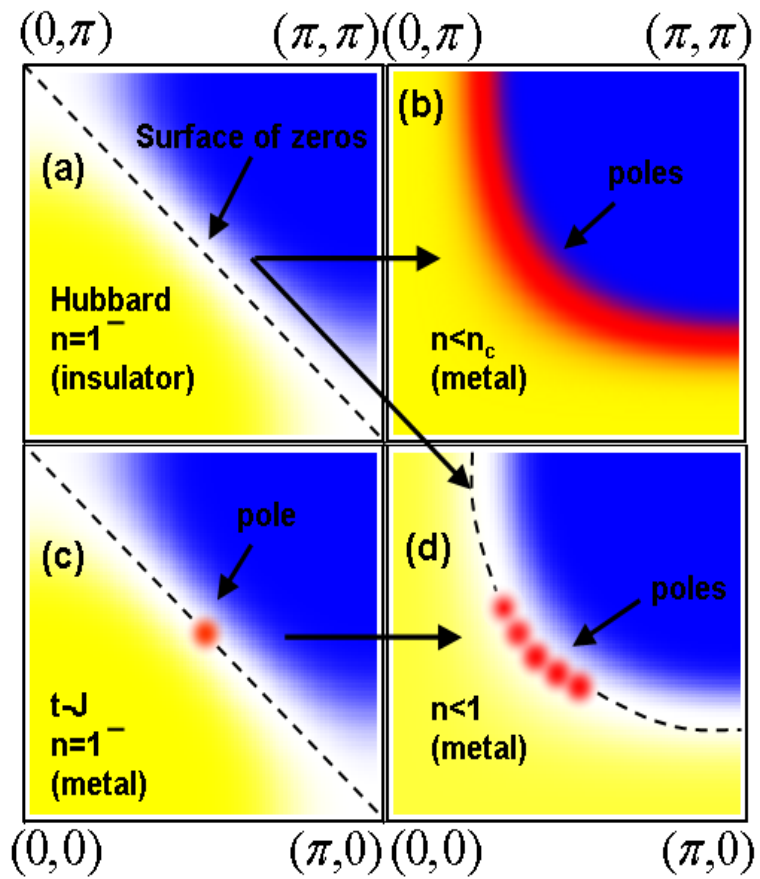 (0,π)
(π,π)
(0,π)
(π,π)
Surface of zeros
(a)
Hubbard
n=1⁻
(insulator)
(b)
poles
n<n_c
(metal)
pole
(c)
t-J
n=1⁻
(metal)
(d)
poles
n<1
(metal)
(0,0)
(π,0)
(0,0)
(π,0)